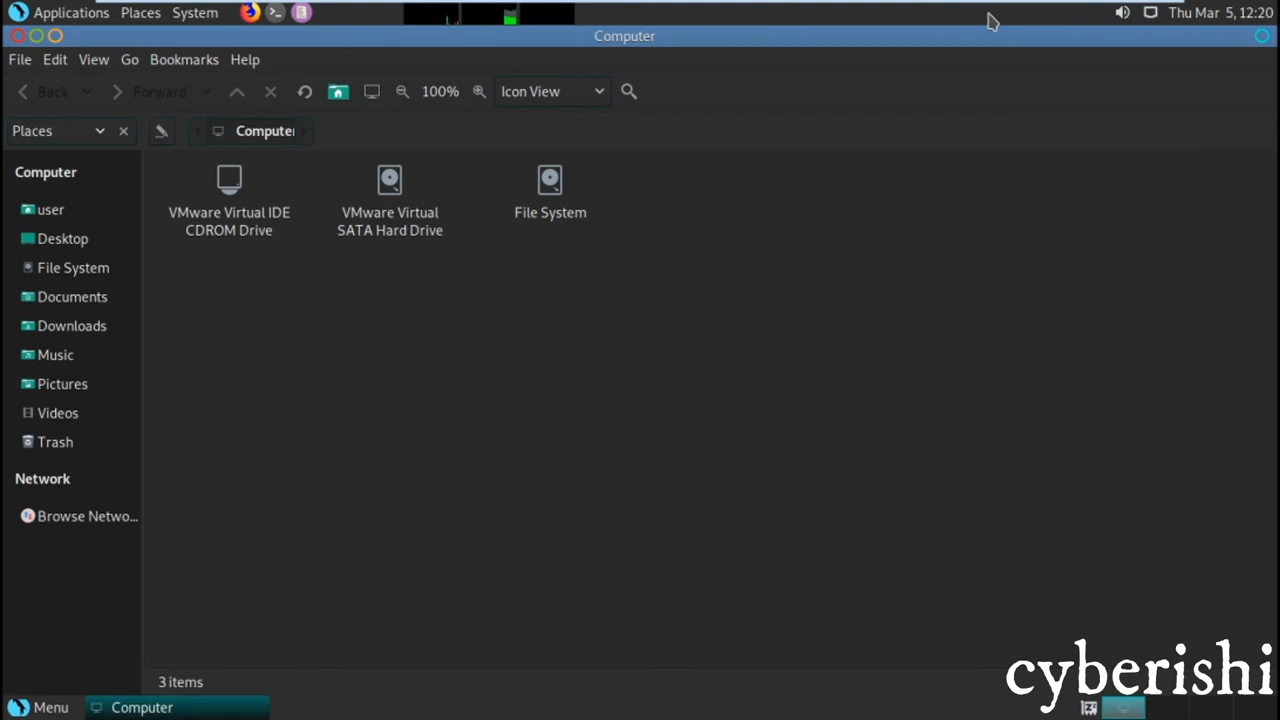 Applications Places System Thu Mar 5, 12:20
Computer
File Edit View Go Bookmarks Help
Back Forward 100% Icon View
Places Computer
Computer
user
Desktop
File System
Documents
Downloads
Music
Pictures
Videos
Trash
Network
Browse Netwo...
VMware Virtual IDE
CDROM Drive
VMware Virtual
SATA Hard Drive
File System
3 items
cyberishi
Menu Computer